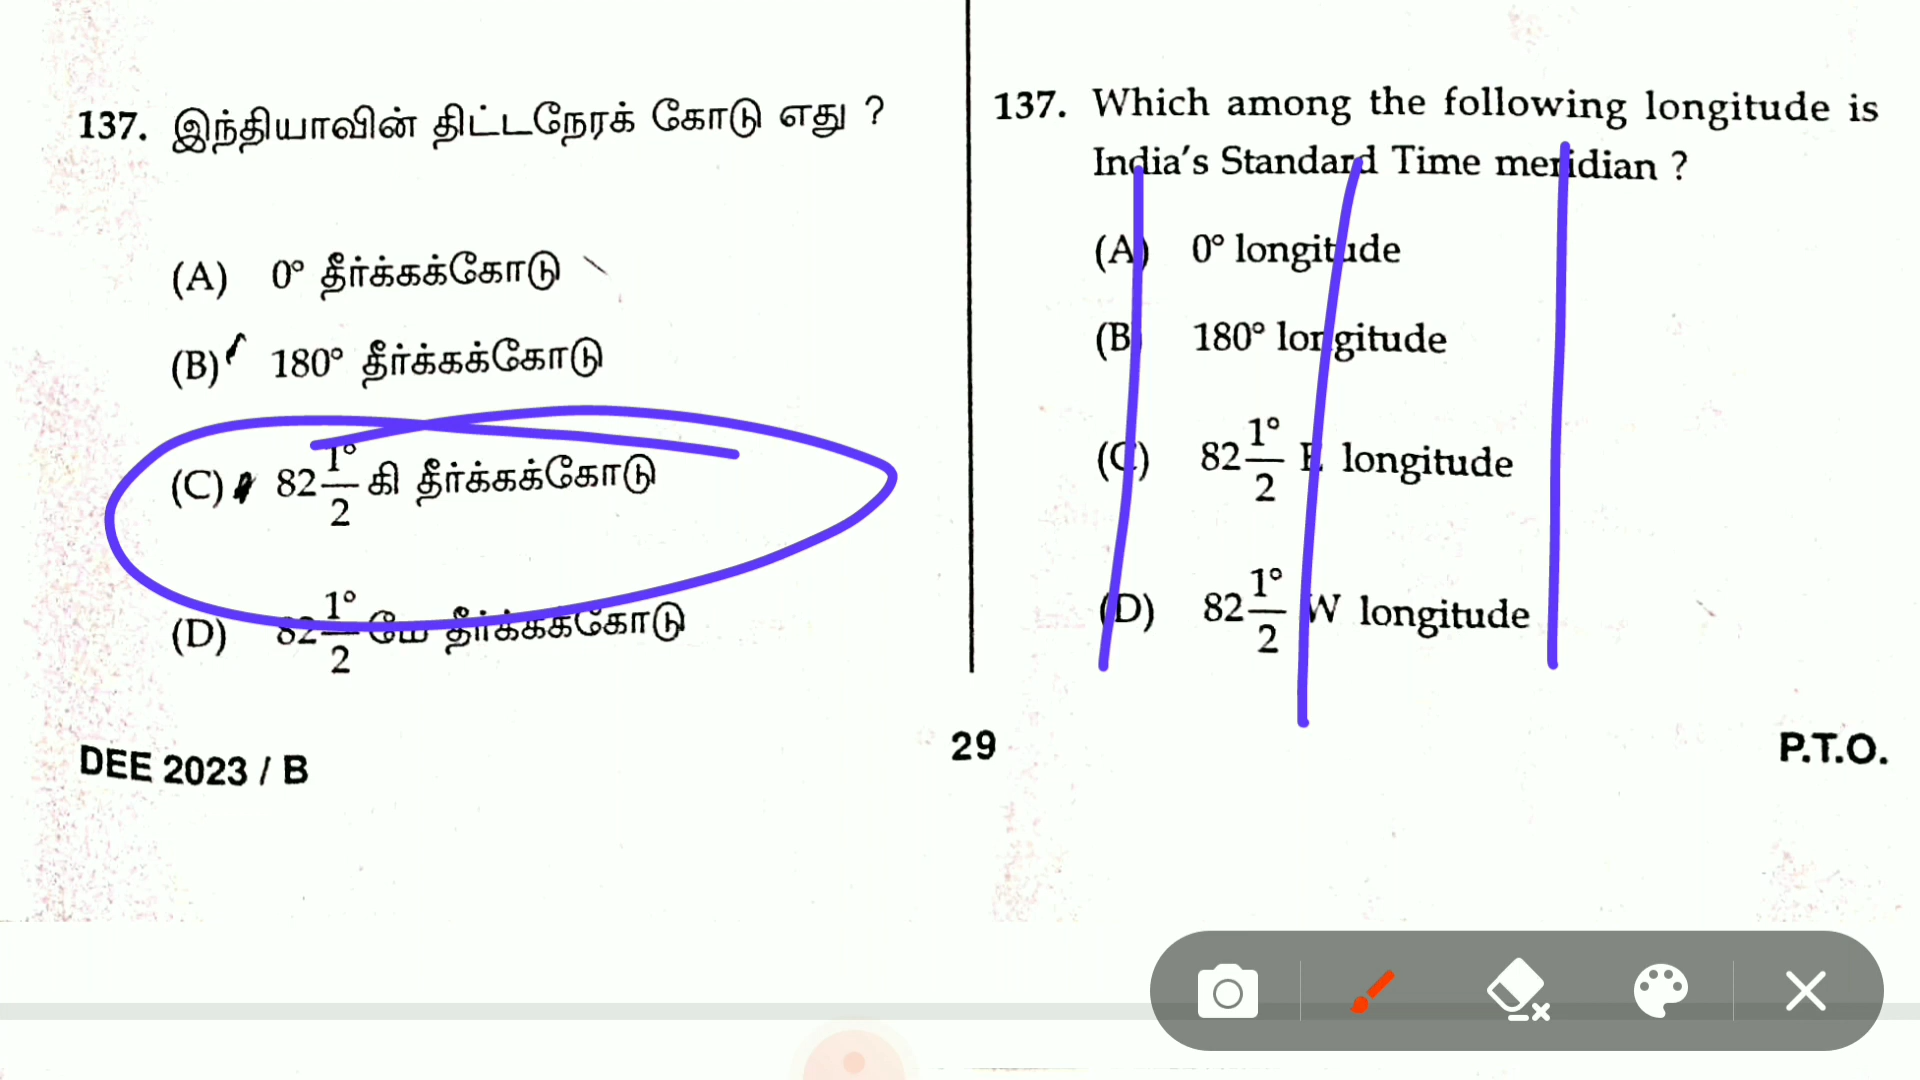 137. இந்தியாவின் திட்டநேரக் கோடு எது ?
(A) 0° தீர்க்கக்கோடு
(B) 180° தீர்க்கக்கோடு
(C) 82 1°/2 கி தீர்க்கக்கோடு
(D) 82 1°/2 மே தீர்க்கக்கோடு
137. Which among the following longitude is
India's Standard Time meridian ?
(A) 0° longitude
(B) 180° longitude
(C) 82 1°/2 E longitude
(D) 82 1°/2 W longitude
DEE 2023 / B
29
P.T.O.